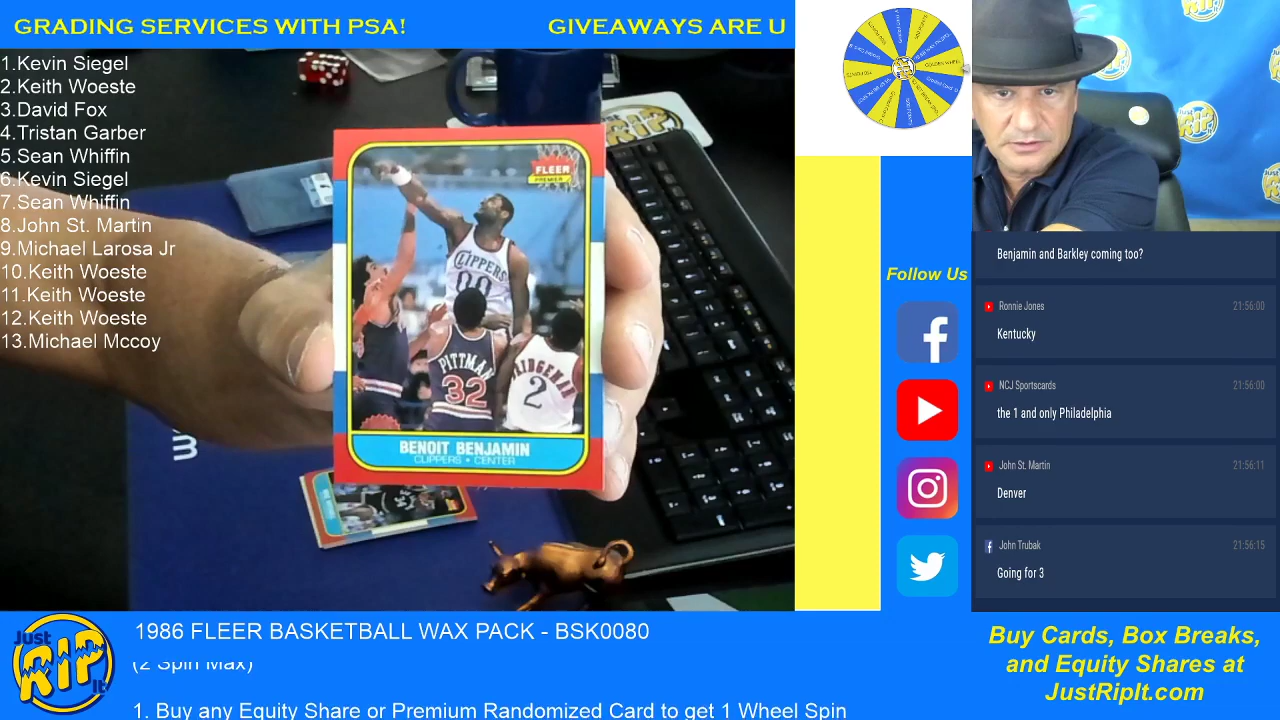 GRADING SERVICES WITH PSA!
GIVEAWAYS ARE U
1.Kevin Siegel
2.Keith Woeste
3.David Fox
4.Tristan Garber
5.Sean Whiffin
6.Kevin Siegel
7.Sean Whiffin
8.John St. Martin
9.Michael Larosa Jr
10.Keith Woeste
11.Keith Woeste
12.Keith Woeste
13.Michael Mccoy
FLEER
PREMIER
CLIPPERS
00
PITTMAN
32
2
BENOIT BENJAMIN
CLIPPERS • CENTER
RIP
Follow Us
Benjamin and Barkley coming too?
Ronnie Jones 21:56:00
Kentucky
NCJ Sportscards 21:56:00
the 1 and only Philadelphia
John St. Martin 21:56:11
Denver
John Trubak 21:56:15
Going for 3
Just
RIP
It
1986 FLEER BASKETBALL WAX PACK - BSK0080
(2 Spin Max)
1. Buy any Equity Share or Premium Randomized Card to get 1 Wheel Spin
Buy Cards, Box Breaks,
and Equity Shares at
JustRipIt.com